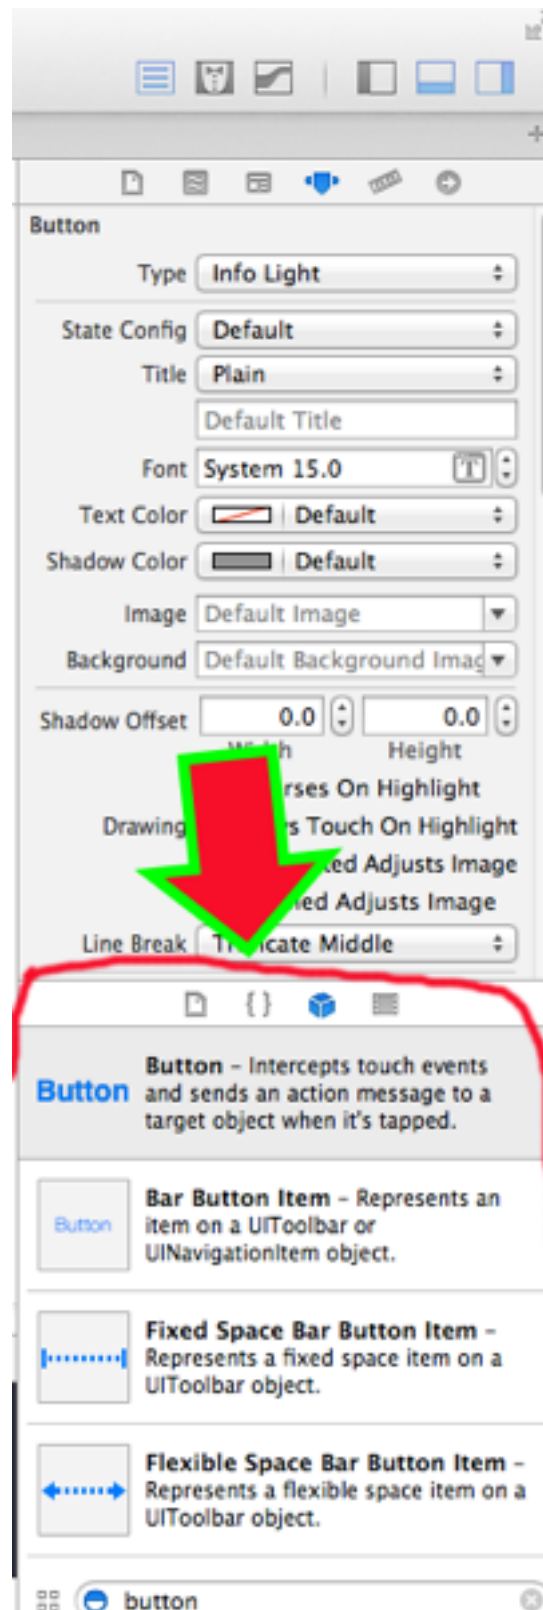 Button
Type Info Light
State Config Default
Title Plain
Default Title
Font System 15.0 T
Text Color Default
Shadow Color Default
Image Default Image
Background Default Background Imag
Shadow Offset 0.0 0.0
Height
On Highlight
Drawing Touch On Highlight
Adjusts Image
Adjusts Image
Line Break Middle
{ }
Button – Intercepts touch events
Button and sends an action message to a
target object when it's tapped.
Bar Button Item – Represents an
Button item on a UIToolbar or
UINavigationItem object.
Fixed Space Bar Button Item –
Represents a fixed space item on a
UIToolbar object.
Flexible Space Bar Button Item –
Represents a flexible space item on a
UIToolbar object.
button